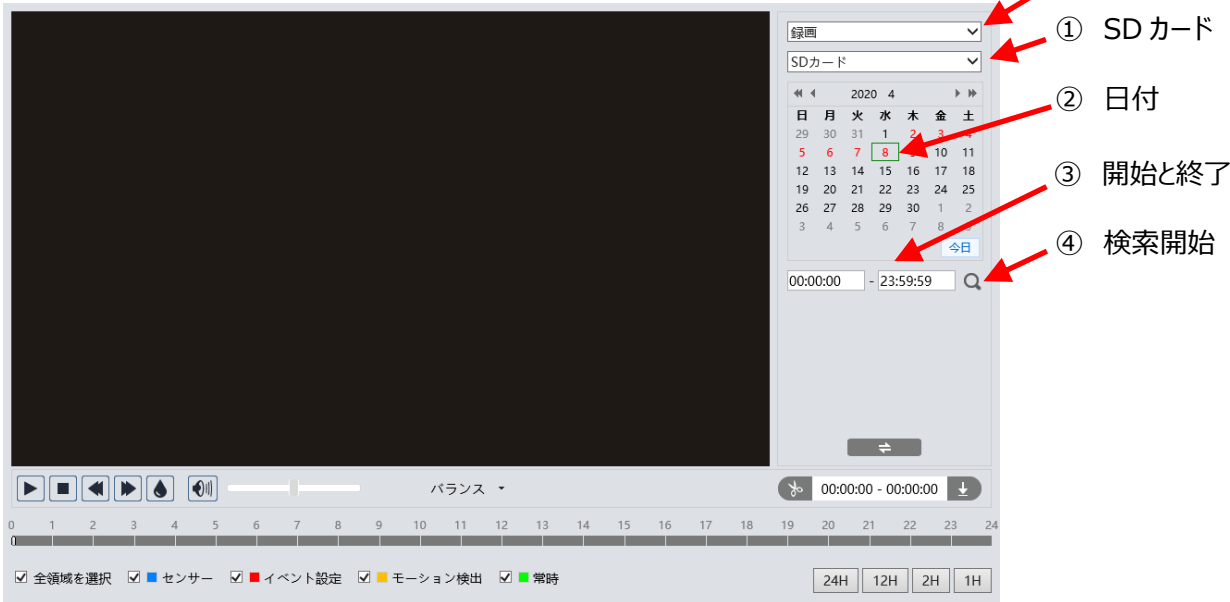 録画
① SD カード
SDカード
2020 4
② 日付
日 月 火 水 木 金 土
29 30 31 1 2 3 4
5 6 7 8 9 10 11
12 13 14 15 16 17 18
③ 開始と終了
19 20 21 22 23 24 25
26 27 28 29 30 1 2
3 4 5 6 7 8 9
今日
④ 検索開始
00:00:00 - 23:59:59
バランス
00:00:00 - 00:00:00
0 1 2 3 4 5 6 7 8 9 10 11 12 13 14 15 16 17 18 19 20 21 22 23 24
全領域を選択 センサー イベント設定 モーション検出 常時
24H 12H 2H 1H